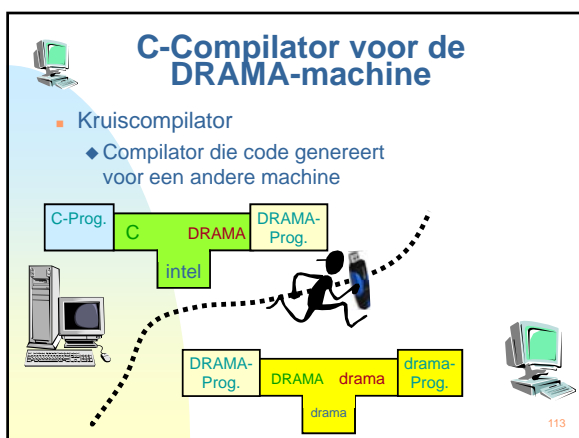 C-Compilator voor de
DRAMA-machine
Kruiscompilator
Compilator die code genereert
voor een andere machine
C-Prog.
C
DRAMA
DRAMA-
Prog.
intel
DRAMA-
Prog.
DRAMA
drama
drama-
Prog.
drama
113